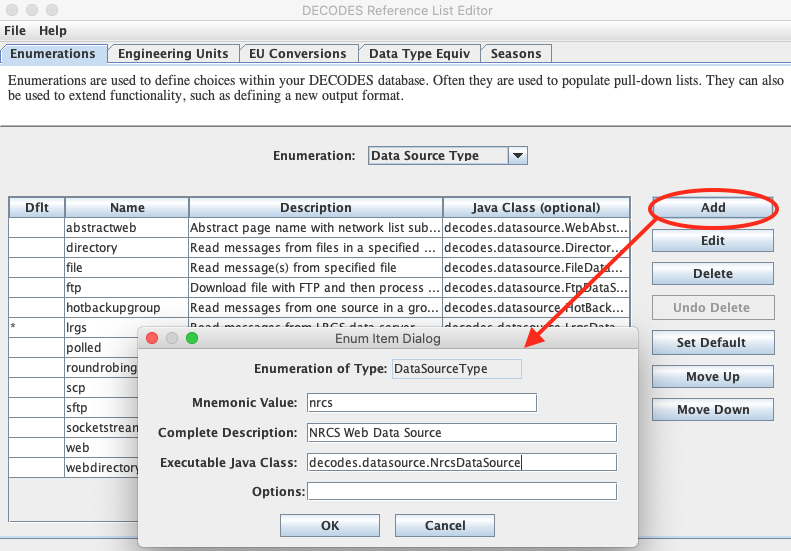 DECODES Reference List Editor
File Help
Enumerations Engineering Units EU Conversions Data Type Equiv Seasons
Enumerations are used to define choices within your DECODES database. Often they are used to populate pull-down lists. They can also
be used to extend functionality, such as defining a new output format.
Enumeration: Data Source Type
Dflt Name Description Java Class (optional) Add
abstractweb Abstract page name with network list sub... decodes.datasource.WebAbst...
directory Read messages from files in a specified ... decodes.datasource.Director... Edit
file Read message(s) from specified file decodes.datasource.FileData...
Delete
ftp Download file with FTP and then process ... decodes.datasource.FtpDataS...
hotbackupgroup Read messages from one source in a gro... decodes.datasource.HotBack... Undo Delete
* lrgs Read messages from LRGS data server decodes.datasource.LrgsData...
Set Default
polled
roundrobing
Move Up
scp
sftp
Move Down
socketstream
web
webdirectory
Enum Item Dialog
Enumeration of Type: DataSourceType
Mnemonic Value: nrcs
Complete Description: NRCS Web Data Source
Executable Java Class: decodes.datasource.NrcsDataSource
Options:
OK Cancel